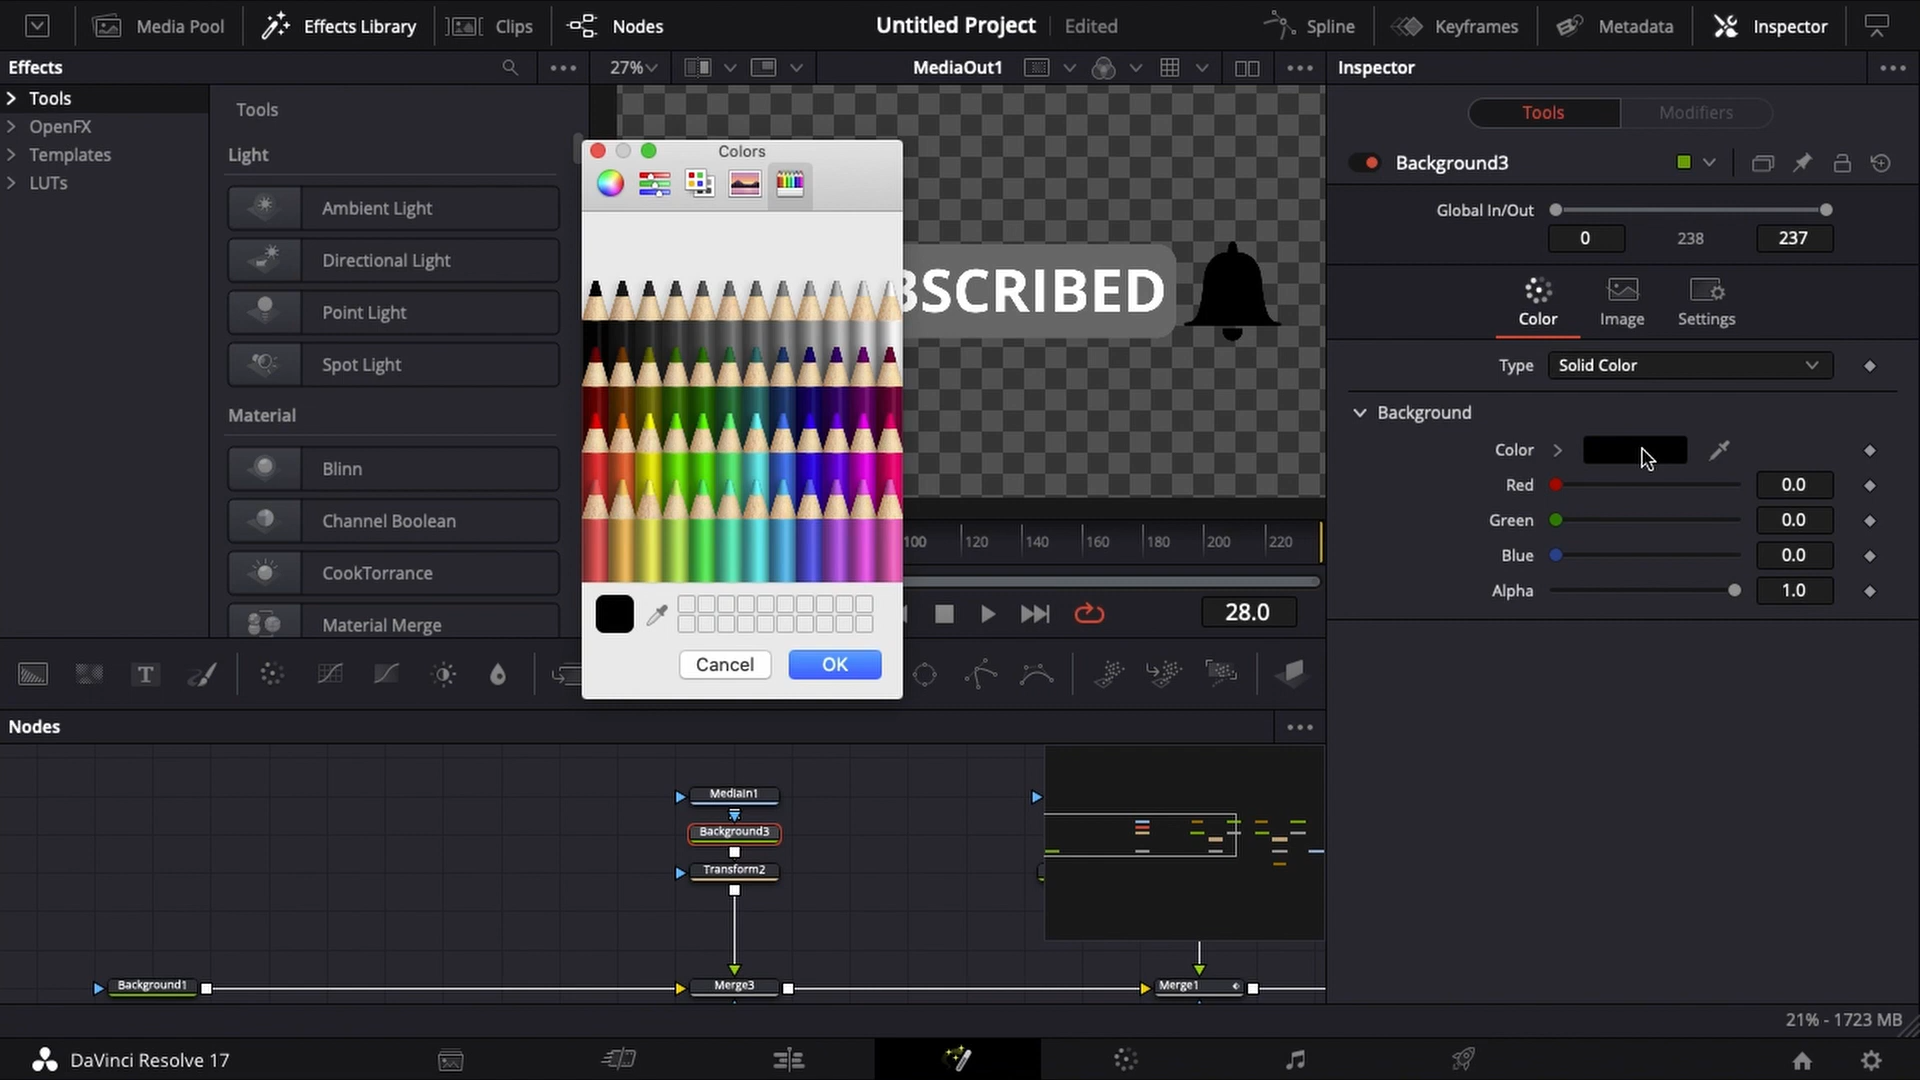 Media Pool
Effects Library
Clips
Nodes
Untitled Project
Edited
Spline
Keyframes
Metadata
Inspector
Effects
27%
MediaOut1
Inspector
Tools
OpenFX
Templates
LUTs
Tools
Light
Ambient Light
Directional Light
Point Light
Spot Light
Material
Blinn
Channel Boolean
CookTorrance
Material Merge
Colors
Cancel
OK
BSCRIBED
100
120
140
160
180
200
220
28.0
Tools
Modifiers
Background3
Global In/Out
0
238
237
Color
Image
Settings
Type
Solid Color
Background
Color
Red
0.0
Green
0.0
Blue
0.0
Alpha
1.0
T
Nodes
MediaIn1
Background3
Transform2
Background1
Merge3
Merge1
21% - 1723 MB
DaVinci Resolve 17